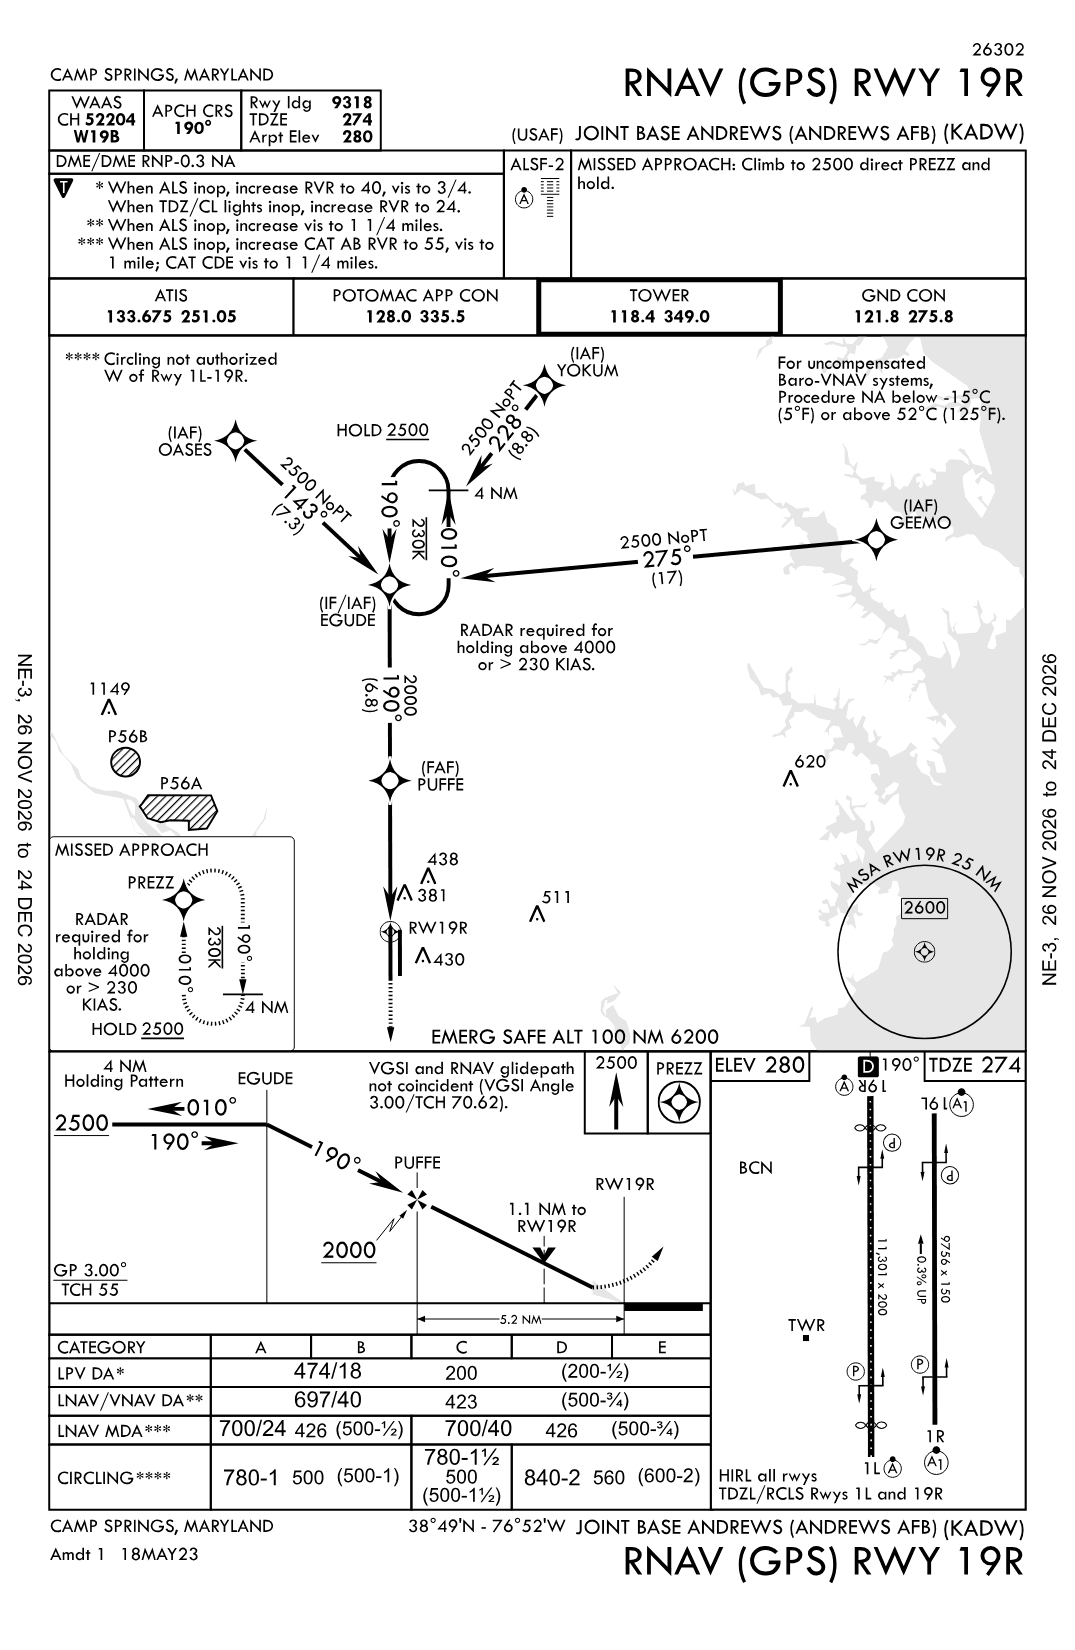 26302
CAMP SPRINGS, MARYLAND
RNAV (GPS) RWY 19R
WAAS
CH 52204
W19B
APCH CRS
190°
Rwy ldg 9318
TDZE 274
Arpt Elev 280
(USAF) JOINT BASE ANDREWS (ANDREWS AFB) (KADW)
DME/DME RNP-0.3 NA
T
* When ALS inop, increase RVR to 40, vis to 3/4.
When TDZ/CL lights inop, increase RVR to 24.
** When ALS inop, increase vis to 1 1/4 miles.
*** When ALS inop, increase CAT AB RVR to 55, vis to
1 mile; CAT CDE vis to 1 1/4 miles.
ALSF-2
A
MISSED APPROACH: Climb to 2500 direct PREZZ and
hold.
ATIS
133.675 251.05
POTOMAC APP CON
128.0 335.5
TOWER
118.4 349.0
GND CON
121.8 275.8
**** Circling not authorized
W of Rwy 1L-19R.
(IAF)
YOKUM
For uncompensated
Baro-VNAV systems,
Procedure NA below -15°C
(5°F) or above 52°C (125°F).
2500 NoPT
228°
(8.8)
HOLD 2500
(IAF)
OASES
2500 NoPT
143°
(7.3)
190°
230K
010°
4 NM
(IAF)
GEEMO
2500 NoPT
275°
(17)
(IF/IAF)
EGUDE
RADAR required for
holding above 4000
or > 230 KIAS.
2000
190°
(6.8)
1149
P56B
P56A
(FAF)
PUFFE
620
438
381
511
RW19R
430
MSA RW19R 25 NM
2600
MISSED APPROACH
PREZZ
RADAR
required for
holding
above 4000
or > 230
KIAS.
HOLD 2500
010°
230K
190°
4 NM
EMERG SAFE ALT 100 NM 6200
NE-3, 26 NOV 2026 to 24 DEC 2026
NE-3, 26 NOV 2026 to 24 DEC 2026
4 NM
Holding Pattern
EGUDE
VGSI and RNAV glidepath
not coincident (VGSI Angle
3.00/TCH 70.62).
2500
PREZZ
2500
010°
190°
190°
PUFFE
2000
1.1 NM to
RW19R
RW19R
GP 3.00°
TCH 55
5.2 NM
ELEV 280
D
190°
TDZE 274
A
19R
19L
A1
P
P
BCN
11,301 x 200
0.3% UP
9756 x 150
TWR
P
P
1R
A1
1L
A
HIRL all rwys
TDZL/RCLS Rwys 1L and 19R
CATEGORY A B C D E
LPV DA* 474/18 200 (200-½)
LNAV/VNAV DA** 697/40 423 (500-¾)
LNAV MDA*** 700/24 426 (500-½) 700/40 426 (500-¾)
CIRCLING**** 780-1 500 (500-1) 780-1½ 500 (500-1½) 840-2 560 (600-2)
CAMP SPRINGS, MARYLAND
38°49'N - 76°52'W JOINT BASE ANDREWS (ANDREWS AFB) (KADW)
Amdt 1 18MAY23
RNAV (GPS) RWY 19R